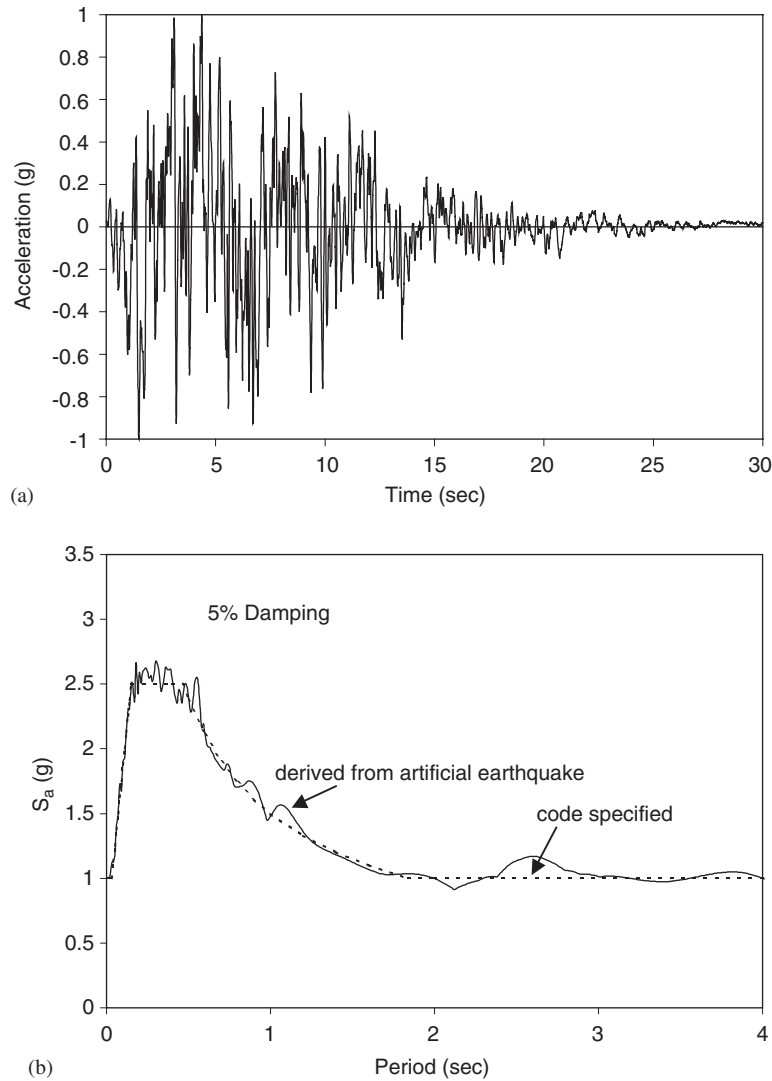 1
0.8
0.6
0.4
0.2
0
-0.2
-0.4
-0.6
-0.8
-1
Acceleration (g)
0 5 10 15 20 25 30
Time (sec)
(a)
3.5
3
2.5
2
1.5
1
0.5
0
Sa (g)
5% Damping
derived from artificial earthquake
code specified
0 1 2 3 4
Period (sec)
(b)